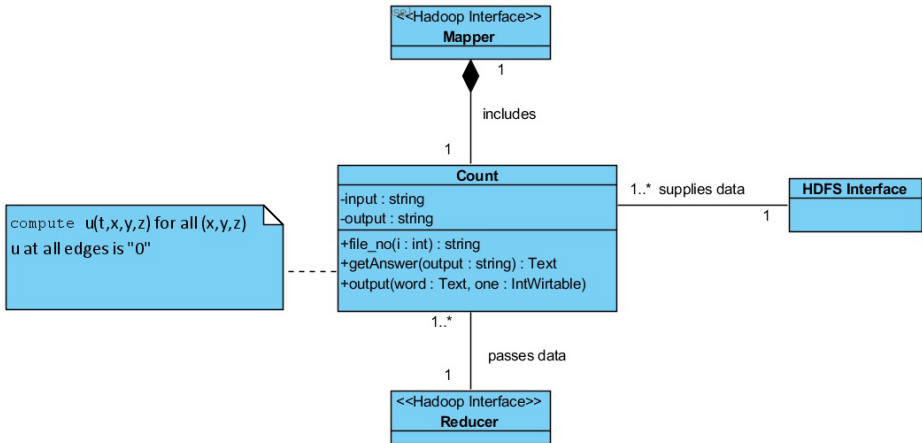 <<Hadoop Interface>>
Mapper
1
includes
1
Count
-input : string
-output : string
+file_no(i : int) : string
+getAnswer(output : string) : Text
+output(word : Text, one : IntWirtable)
1..* supplies data
1
HDFS Interface
compute u(t,x,y,z) for all (x,y,z)
u at all edges is "0"
1..*
passes data
1
<<Hadoop Interface>>
Reducer